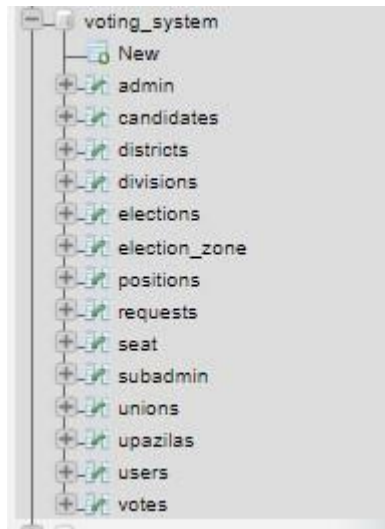 voting_system
New
admin
candidates
districts
divisions
elections
election_zone
positions
requests
seat
subadmin
unions
upazilas
users
votes